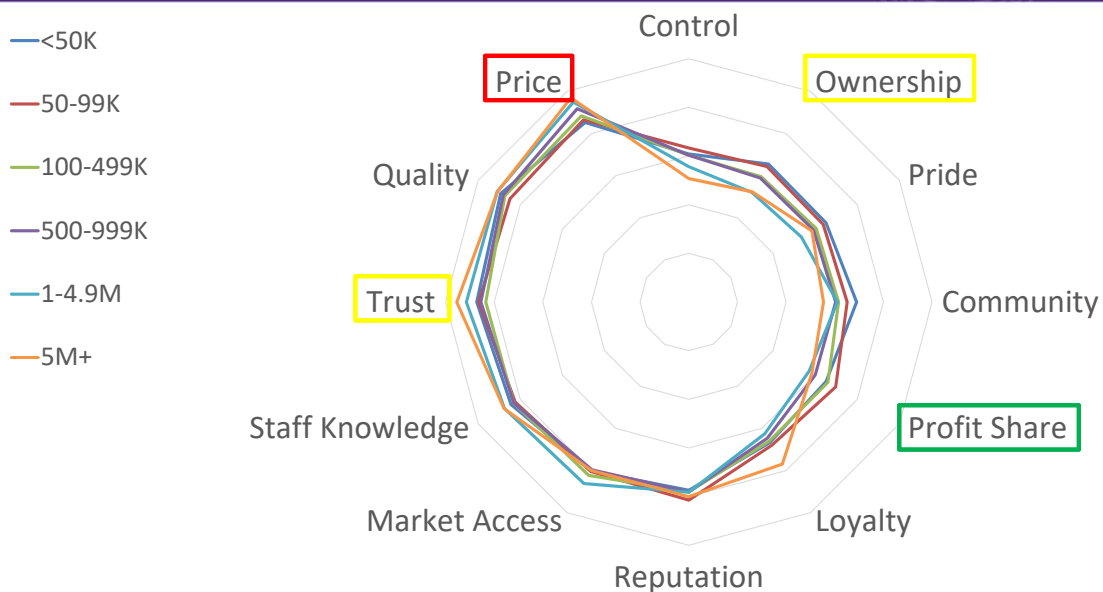 <50K
50-99K
100-499K
500-999K
1-4.9M
5M+
Control
Ownership
Pride
Community
Profit Share
Loyalty
Reputation
Market Access
Staff Knowledge
Trust
Quality
Price